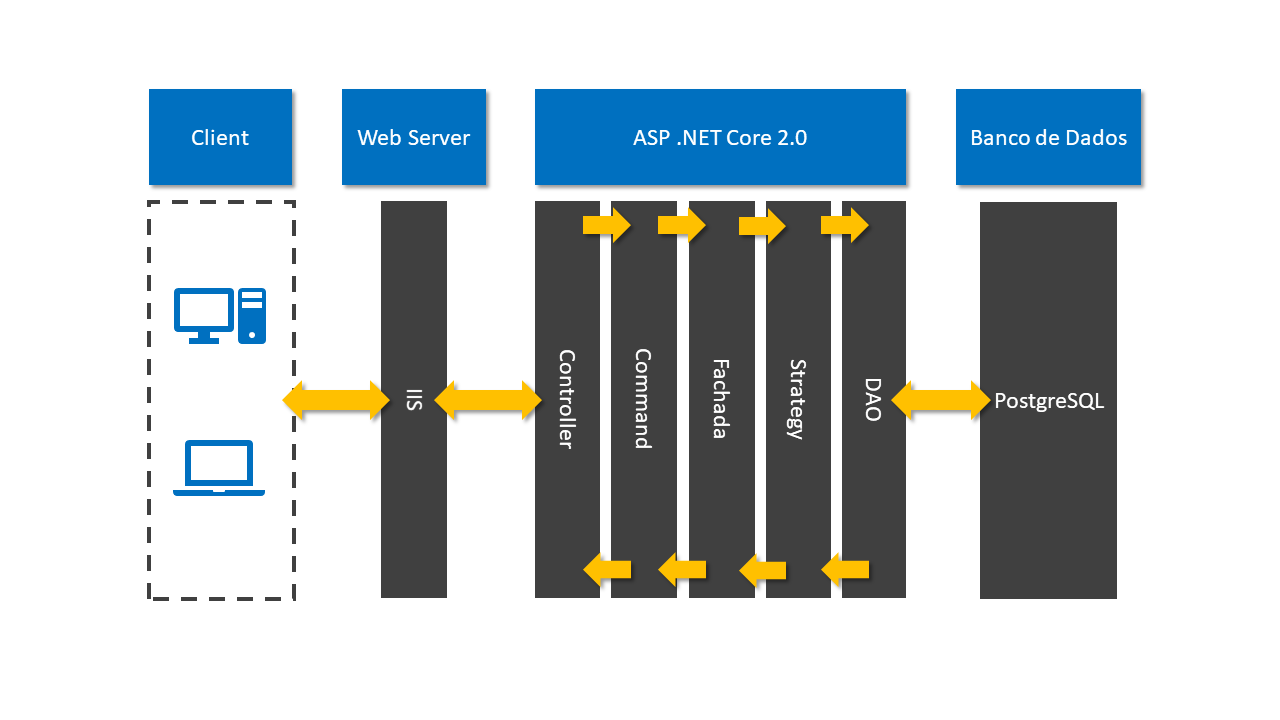 Client
Web Server
ASP .NET Core 2.0
Banco de Dados
IIS
Controller
Command
Fachada
Strategy
DAO
PostgreSQL